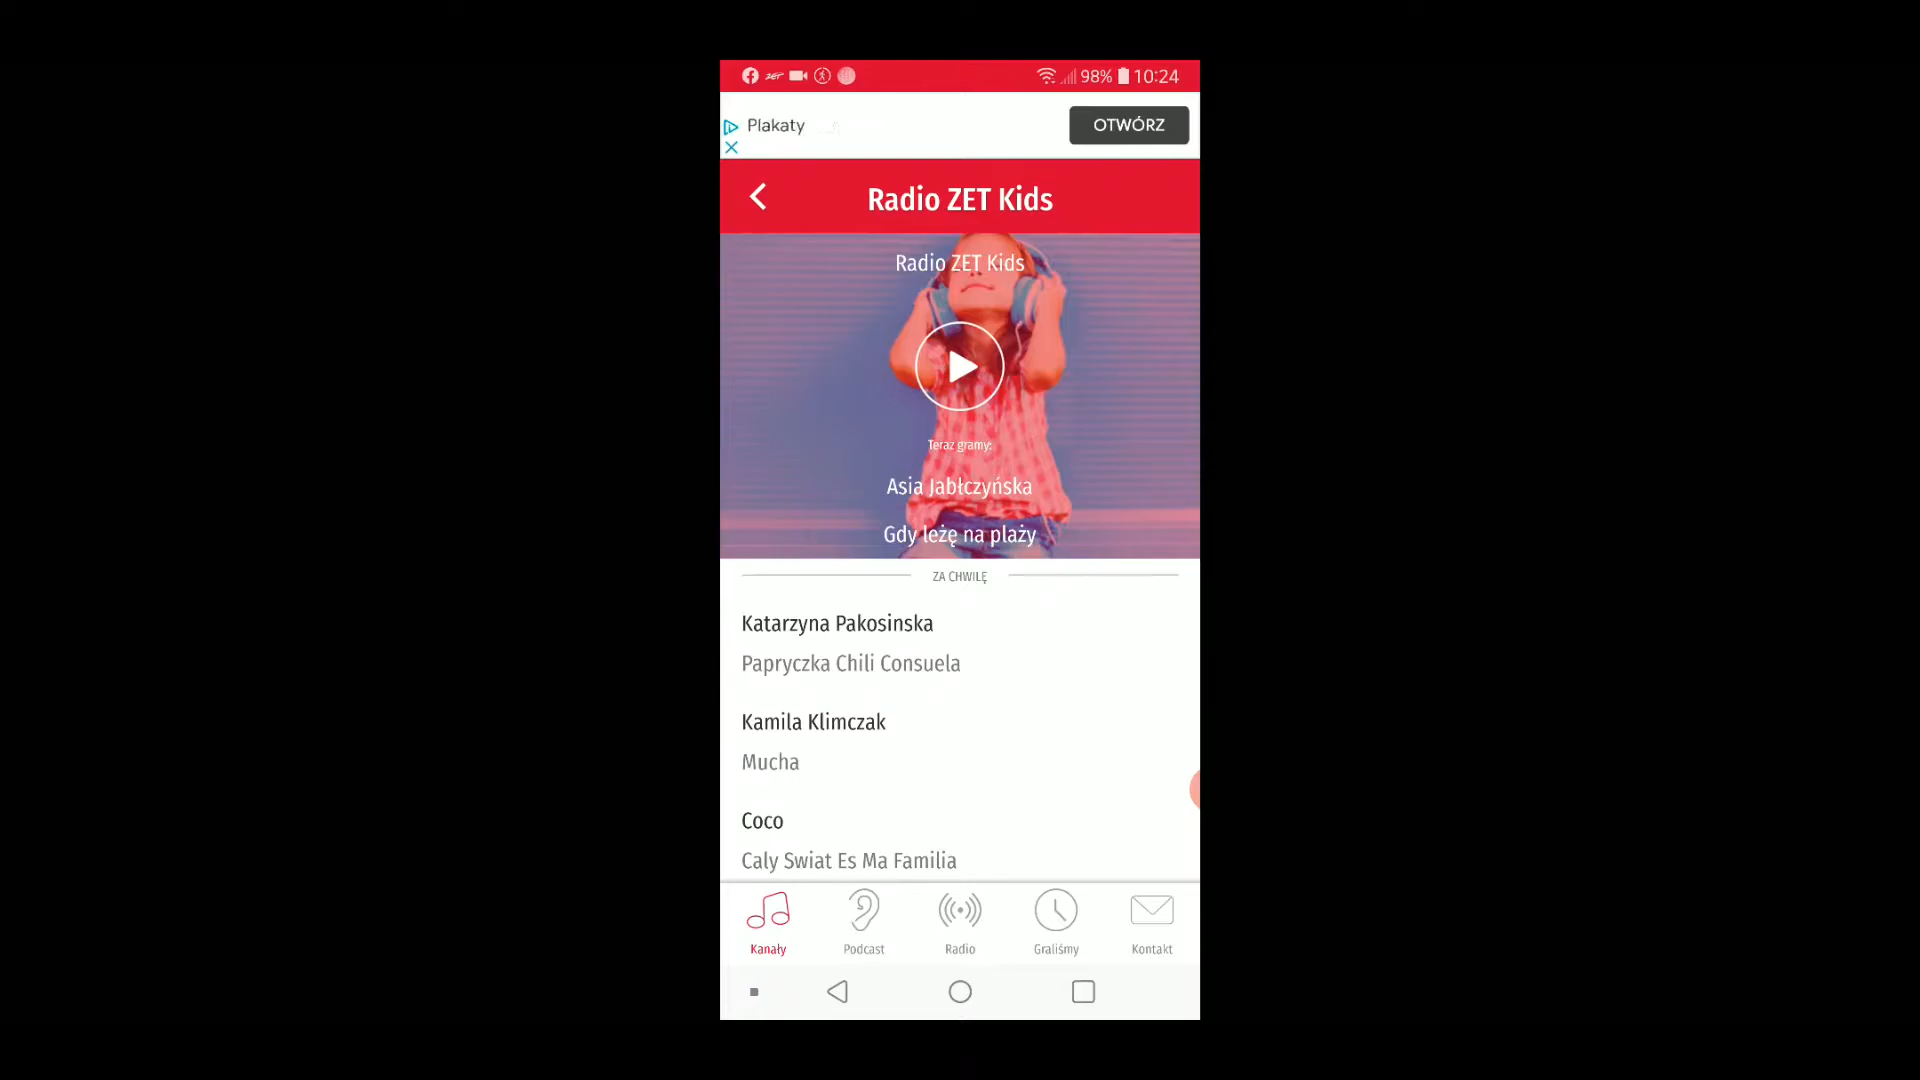 ZET 98% 10:24
Plakaty
OTWÓRZ
Radio ZET Kids
Radio ZET Kids
Teraz gramy:
Asia Jabłczyńska
Gdy leżę na plaży
ZA CHWILĘ
Katarzyna Pakosinska
Papryczka Chili Consuela
Kamila Klimczak
Mucha
Coco
Caly Swiat Es Ma Familia
Kanały Podcast Radio Graliśmy Kontakt